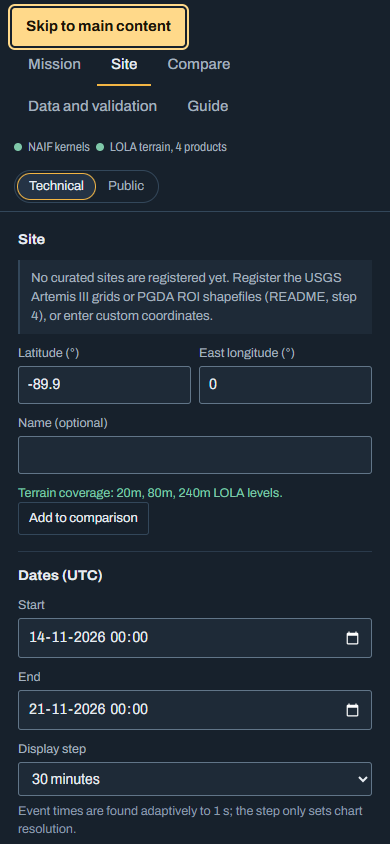 Skip to main content
Mission Site Compare
Data and validation Guide
NAIF kernels LOLA terrain, 4 products
Technical Public
Site
No curated sites are registered yet. Register the USGS
Artemis III grids or PGDA ROI shapefiles (README, step
4), or enter custom coordinates.
Latitude (°) East longitude (°)
-89.9 0
Name (optional)
Terrain coverage: 20m, 80m, 240m LOLA levels.
Add to comparison
Dates (UTC)
Start
14-11-2026 00:00
End
21-11-2026 00:00
Display step
30 minutes
Event times are found adaptively to 1 s; the step only sets chart
resolution.